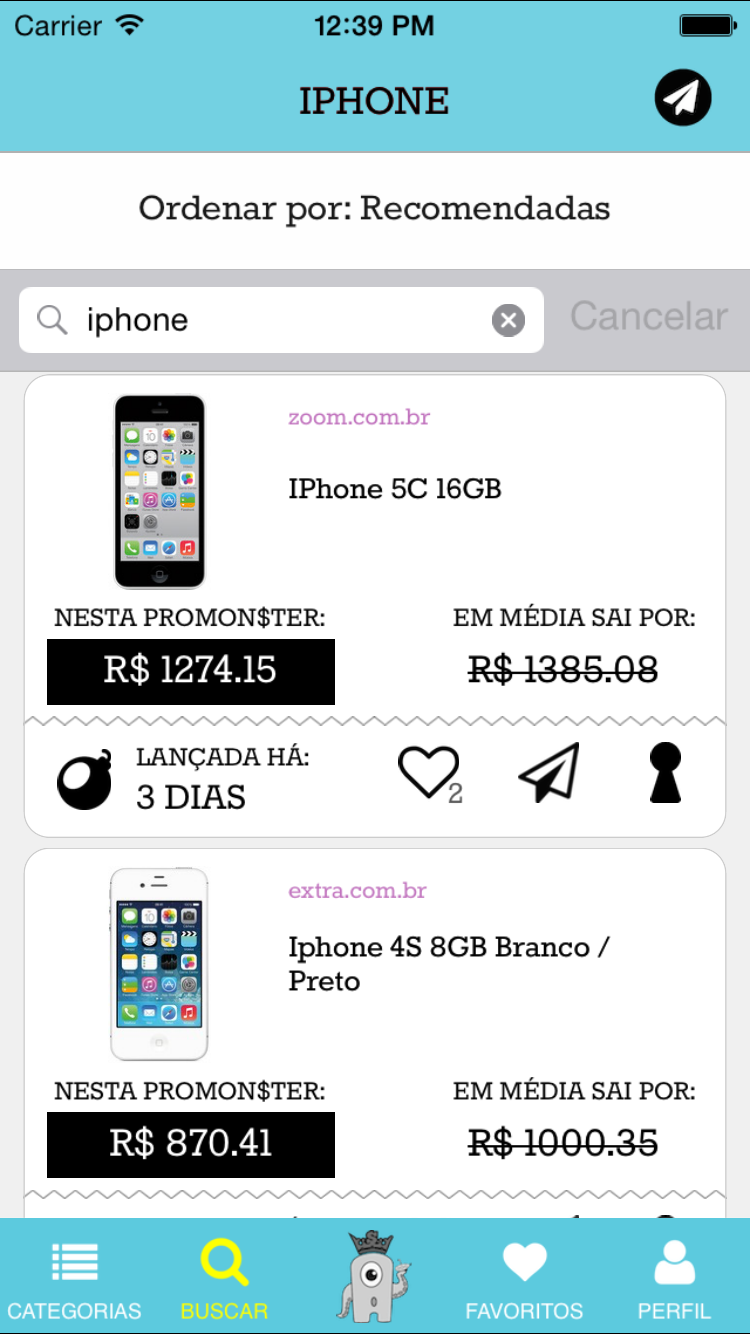 Carrier 12:39 PM
IPHONE
Ordenar por: Recomendadas
iphone Cancelar
zoom.com.br
IPhone 5C 16GB
NESTA PROMON$TER: EM MÉDIA SAI POR:
R$ 1274.15 R$ 1385.08
LANÇADA HÁ:
3 DIAS 2
extra.com.br
Iphone 4S 8GB Branco /
Preto
NESTA PROMON$TER: EM MÉDIA SAI POR:
R$ 870.41 R$ 1000.35
CATEGORIAS BUSCAR FAVORITOS PERFIL